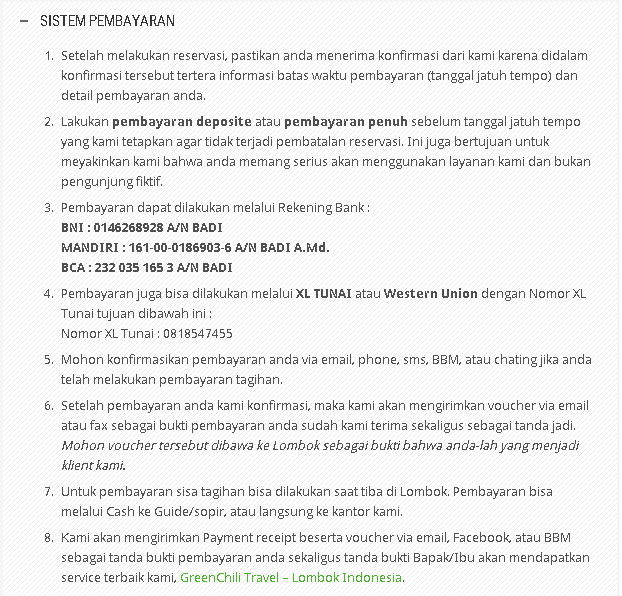 – SISTEM PEMBAYARAN
1. Setelah melakukan reservasi, pastikan anda menerima konfirmasi dari kami karena didalam
konfirmasi tersebut tertera informasi batas waktu pembayaran (tanggal jatuh tempo) dan
detail pembayaran anda.
2. Lakukan pembayaran deposite atau pembayaran penuh sebelum tanggal jatuh tempo
yang kami tetapkan agar tidak terjadi pembatalan reservasi. Ini juga bertujuan untuk
meyakinkan kami bahwa anda memang serius akan menggunakan layanan kami dan bukan
pengunjung fiktif.
3. Pembayaran dapat dilakukan melalui Rekening Bank :
BNI : 0146268928 A/N BADI
MANDIRI : 161-00-0186903-6 A/N BADI A.Md.
BCA : 232 035 165 3 A/N BADI
4. Pembayaran juga bisa dilakukan melalui XL TUNAI atau Western Union dengan Nomor XL
Tunai tujuan dibawah ini :
Nomor XL Tunai : 0818547455
5. Mohon konfirmasikan pembayaran anda via email, phone, sms, BBM, atau chating jika anda
telah melakukan pembayaran tagihan.
6. Setelah pembayaran anda kami konfirmasi, maka kami akan mengirimkan voucher via email
atau fax sebagai bukti pembayaran anda sudah kami terima sekaligus sebagai tanda jadi.
Mohon voucher tersebut dibawa ke Lombok sebagai bukti bahwa anda-lah yang menjadi
klient kami.
7. Untuk pembayaran sisa tagihan bisa dilakukan saat tiba di Lombok. Pembayaran bisa
melalui Cash ke Guide/sopir, atau langsung ke kantor kami.
8. Kami akan mengirimkan Payment receipt beserta voucher via email, Facebook, atau BBM
sebagai tanda bukti pembayaran anda sekaligus tanda bukti Bapak/Ibu akan mendapatkan
service terbaik kami, GreenChili Travel – Lombok Indonesia.